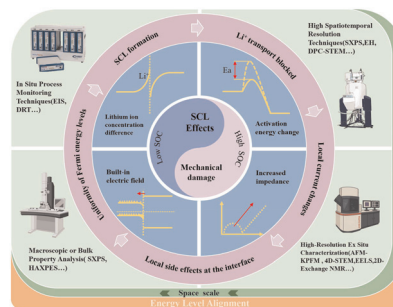 SCL formation
Li⁺ transport blocked
High Spatiotemporal
Resolution
Techniques(SXPS,EH,
DPC-STEM…)
In Situ Process
Monitoring
Techniques(EIS,
DRT…)
Li⁺
Ea
Lithium ion
concentration
difference
SCL
Effects
Activation
energy change
Low SOC
High SOC
Uniformity of Fermi energy levels
Local current changes
Mechanical
damage
Built-in
electric field
Increased
impedance
Macroscopic or Bulk
Property Analysis( SXPS,
HAXPES…)
High-Resolution Ex Situ
Characterization(AFM-
KPFM , 4D-STEM,EELS,2D-
Exchange NMR…)
Local side effects at the interface
Space scale
Energy Level Alignment